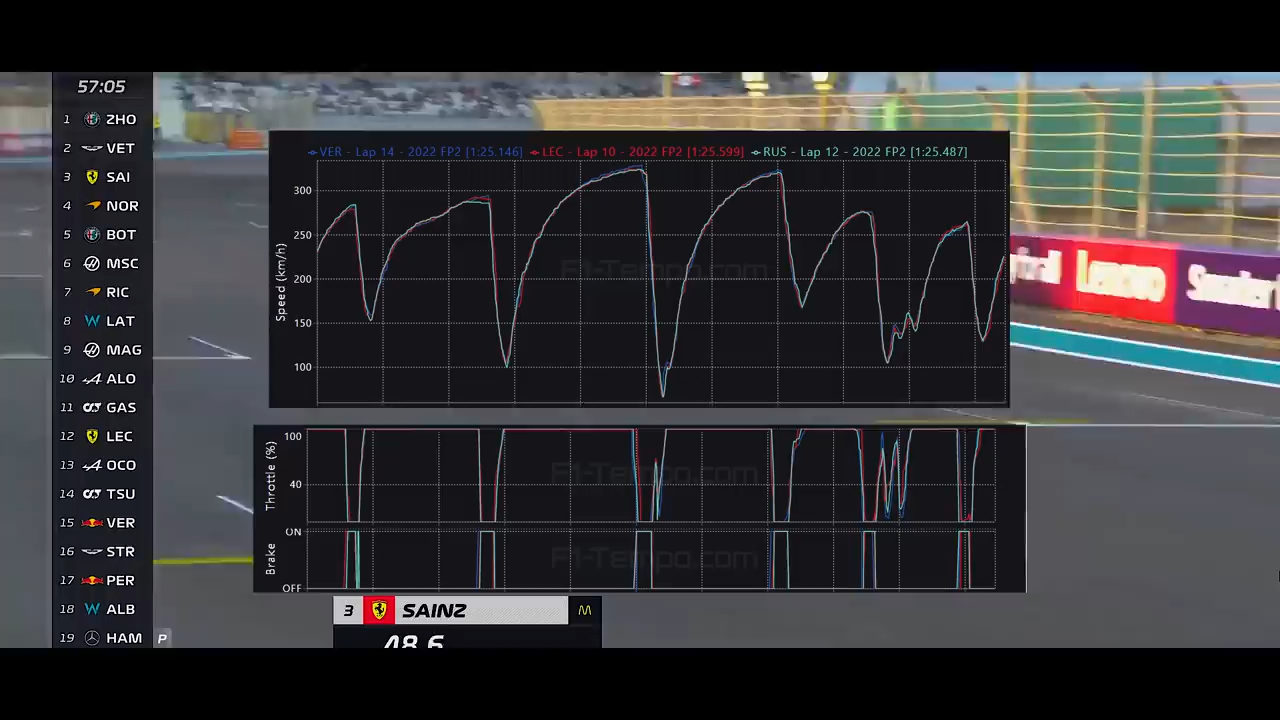 57:05
1 ZHO
2 VET
3 SAI
4 NOR
5 BOT
6 MSC
7 RIC
8 LAT
9 MAG
10 ALO
11 GAS
12 LEC
13 OCO
14 TSU
15 VER
16 STR
17 PER
18 ALB
19 HAM P
VER - Lap 14 - 2022 FP2 [1:25.146] LEC - Lap 10 - 2022 FP2 [1:25.599] RUS - Lap 12 - 2022 FP2 [1:25.487]
Speed (km/h)
300
250
200
150
100
F1-Tempo.com
Throttle (%)
100
40
F1-Tempo.com
Brake
ON
OFF
F1-Tempo.com
Lenovo
3 SAINZ M
48.6